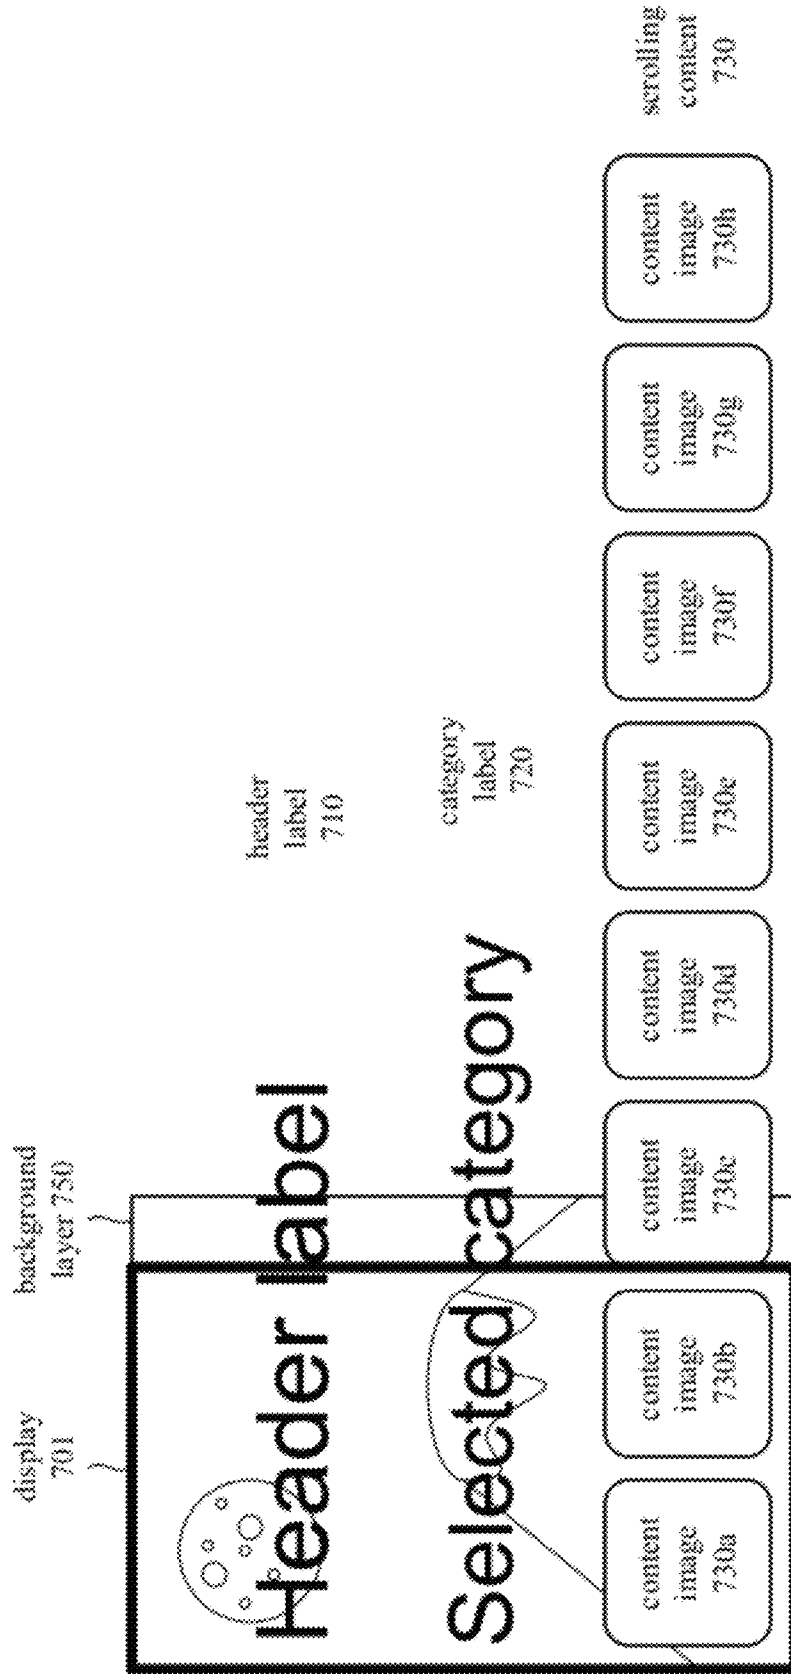 display
701
background
layer 750
Header label
header
label
710
Selected category
category
label
720
content
image
730a
content
image
730b
content
image
730c
content
image
730d
content
image
730e
content
image
730f
content
image
730g
content
image
730h
scrolling
content
730